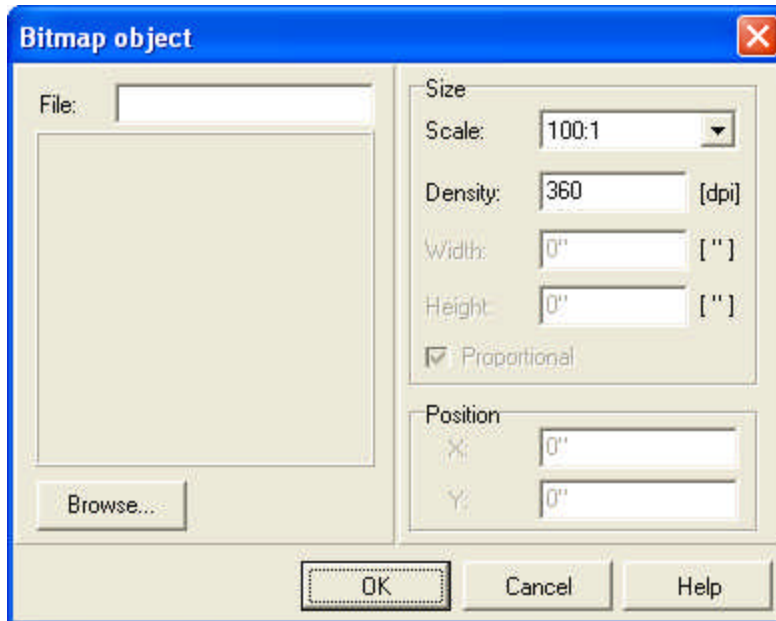 Bitmap object
File:
Browse...
Size
Scale: 100:1
Density: 360 [dpi]
Width: 0" ["]
Height: 0" ["]
Proportional
Position
X: 0"
Y: 0"
OK Cancel Help